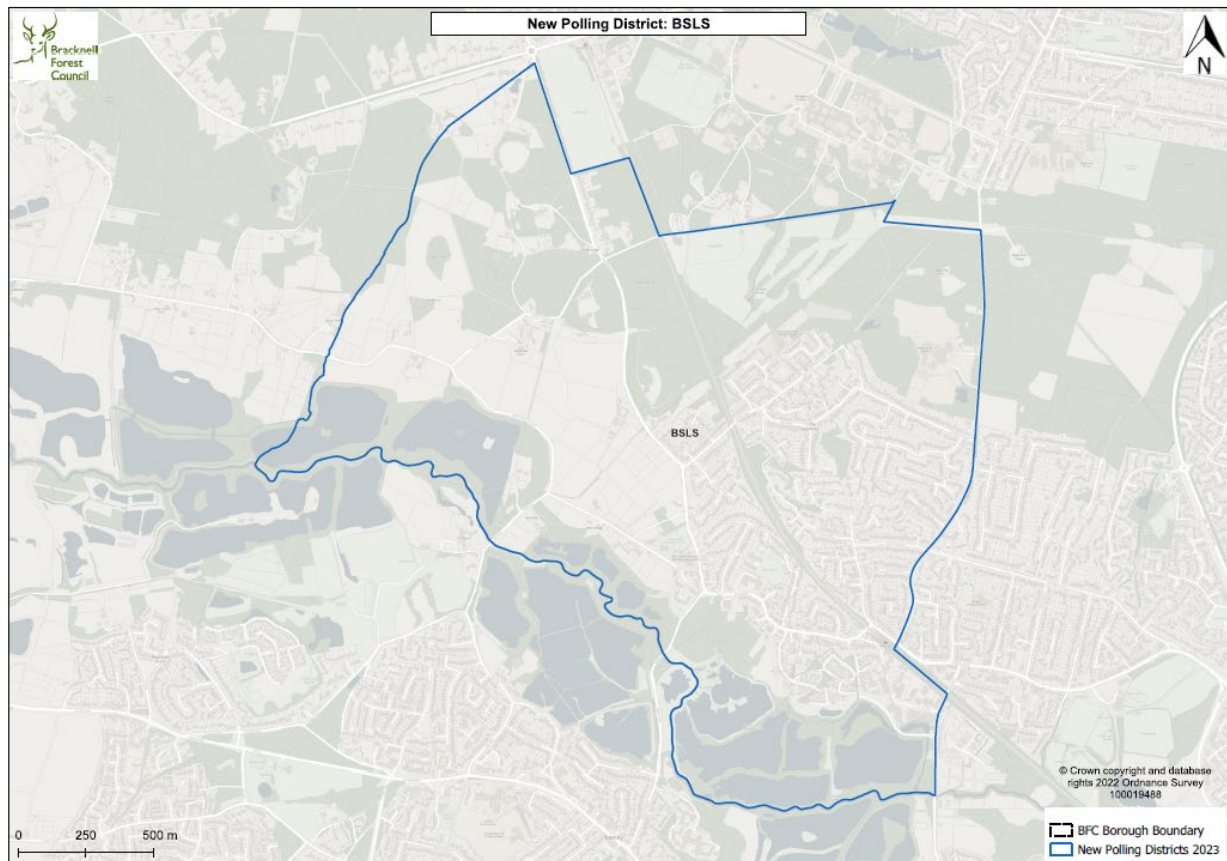 New Polling District: BSLS
Bracknell
Forest
Council
N
BSLS
© Crown copyright and database
rights 2022 Ordnance Survey
100019488
0 250 500 m
BFC Borough Boundary
New Polling Districts 2023